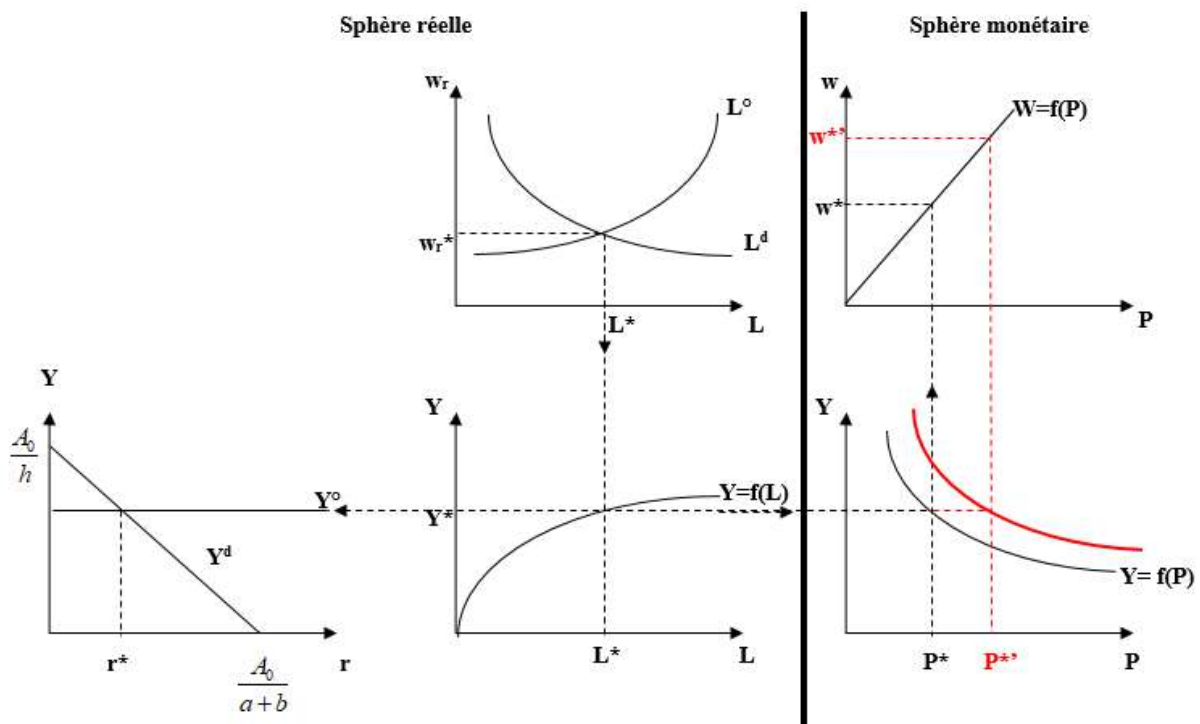 Sphère réelle
Sphère monétaire
wᵣ
L°
wᵣ*
Lᵈ
L*
L
w
W=f(P)
w*'
w*
P
Y
A₀/h
Y°
Yᵈ
r*
r
A₀/(a+b)
Y
Y=f(L)
Y*
L*
L
Y
Y= f(P)
P*
P*'
P